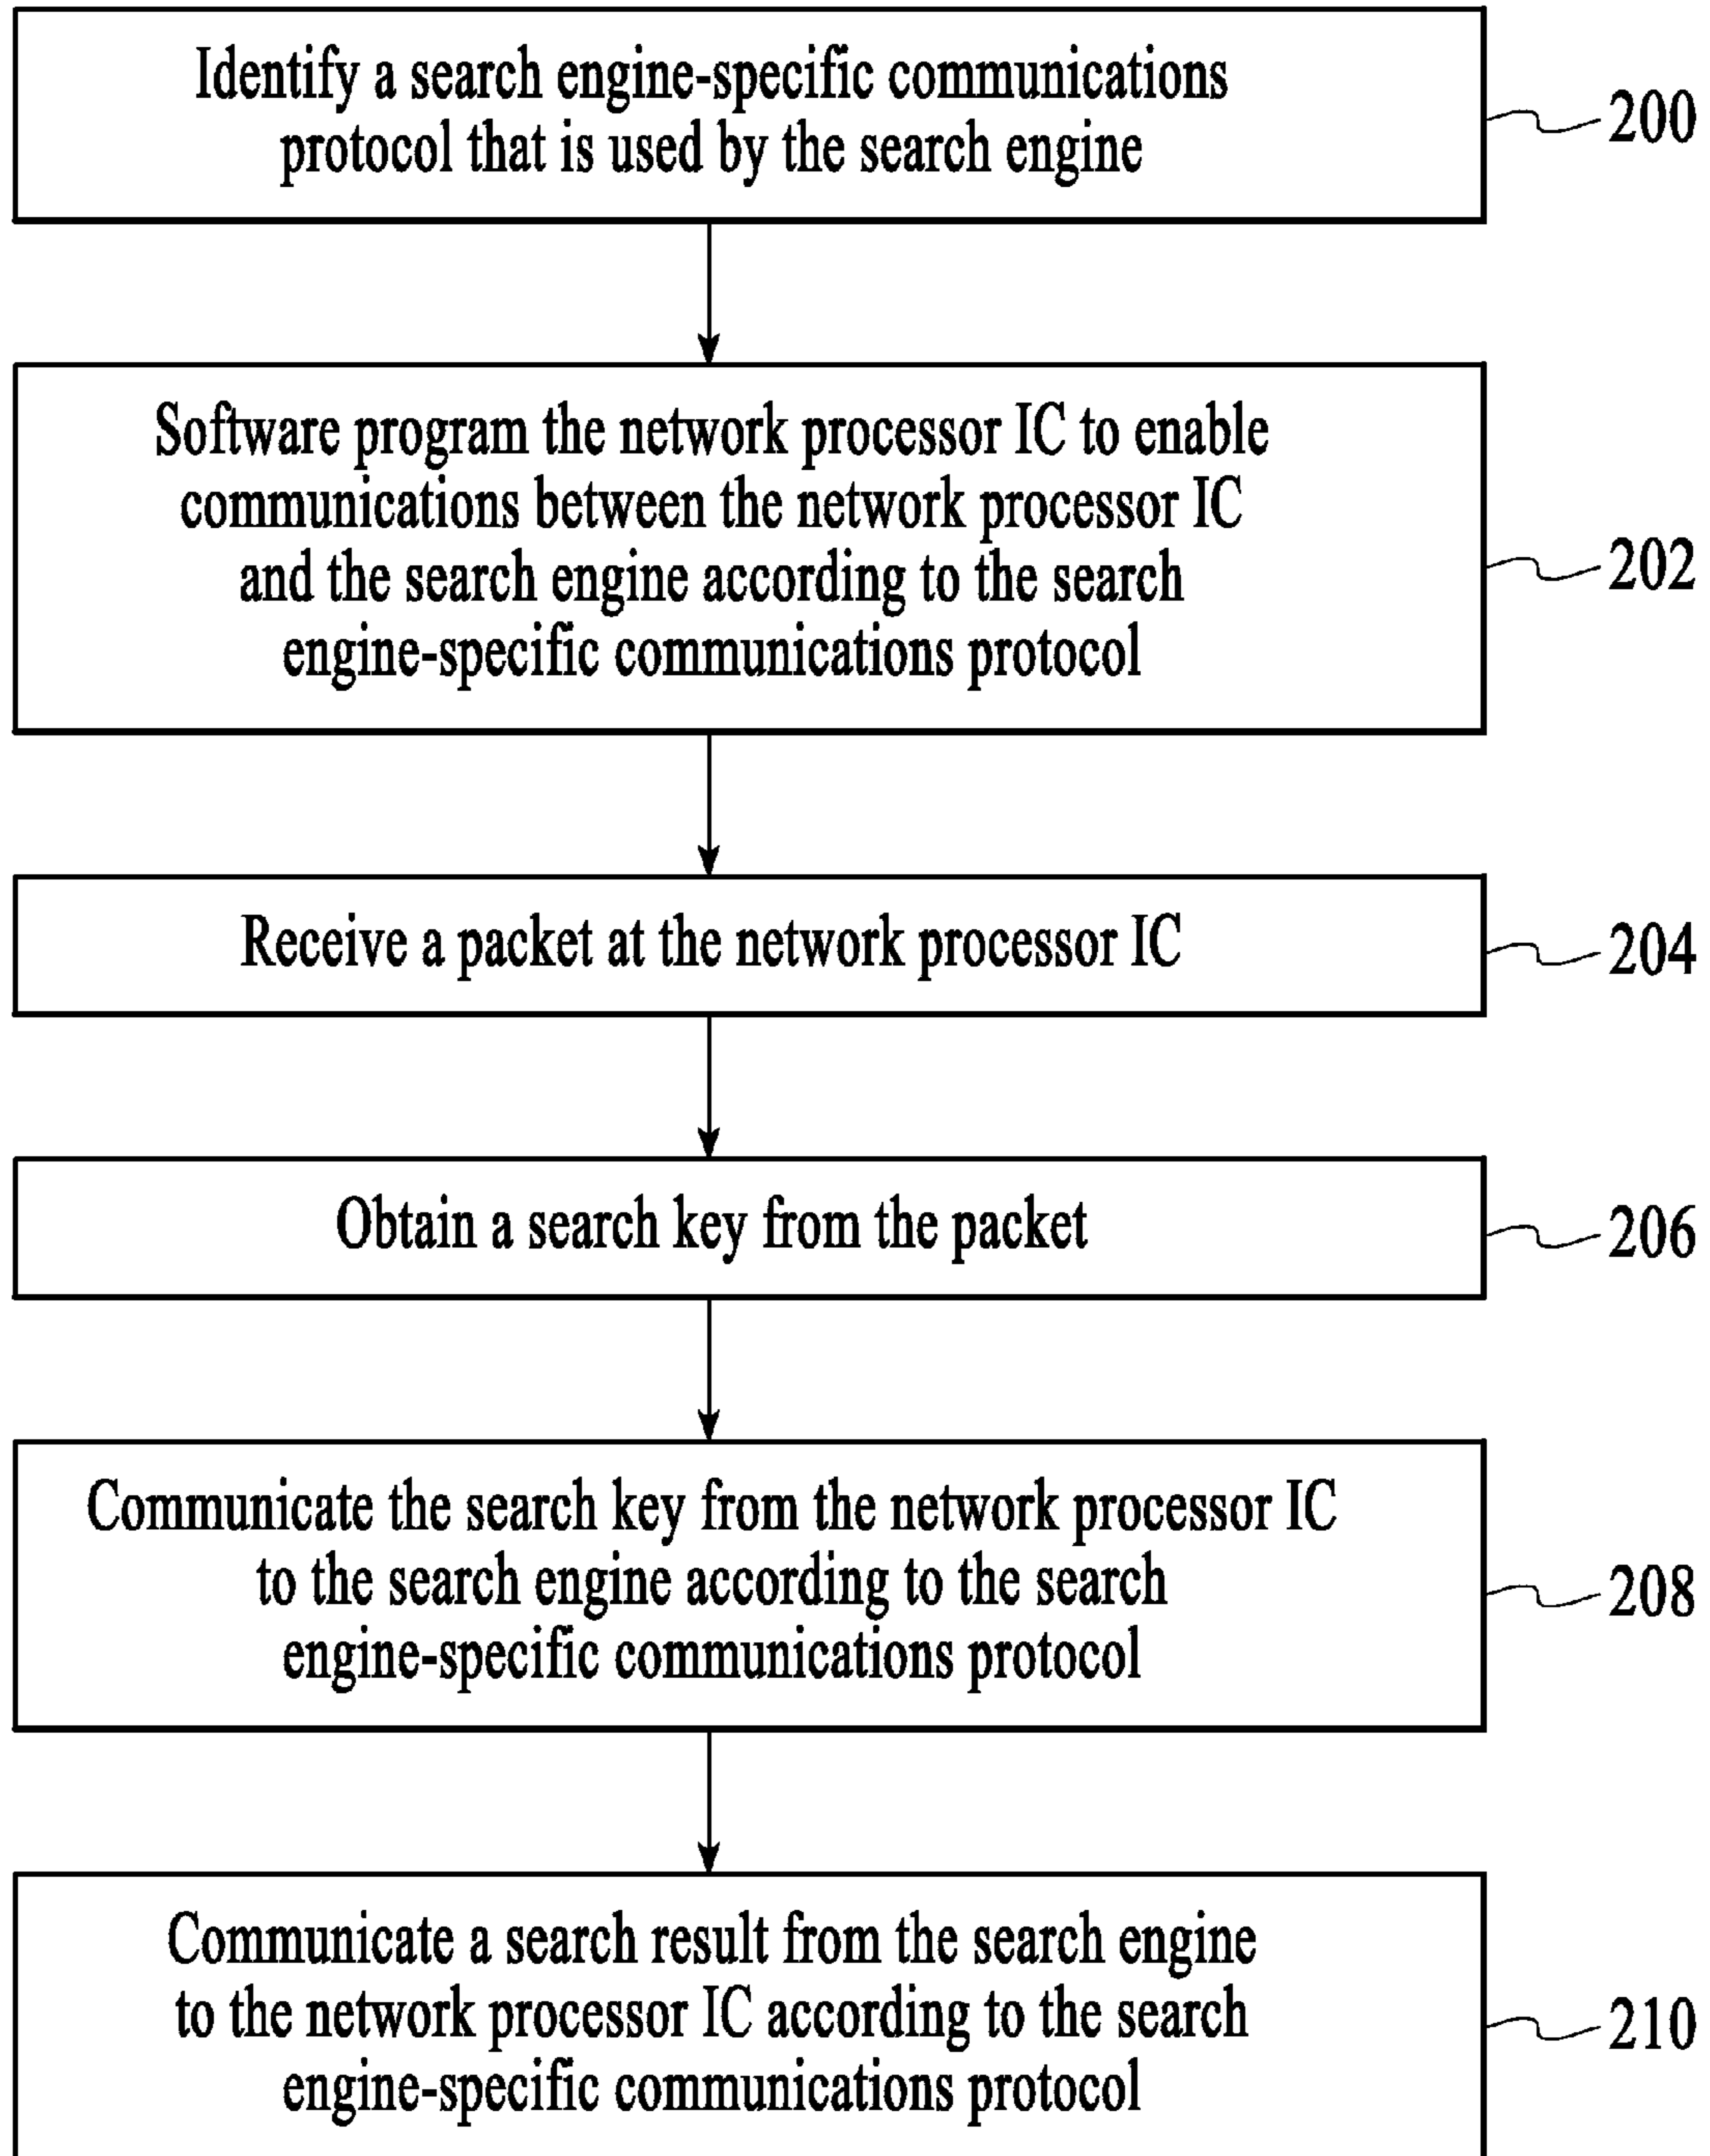 Identify a search engine-specific communications
protocol that is used by the search engine
200
Software program the network processor IC to enable
communications between the network processor IC
and the search engine according to the search
engine-specific communications protocol
202
Receive a packet at the network processor IC
204
Obtain a search key from the packet
206
Communicate the search key from the network processor IC
to the search engine according to the search
engine-specific communications protocol
208
Communicate a search result from the search engine
to the network processor IC according to the search
engine-specific communications protocol
210